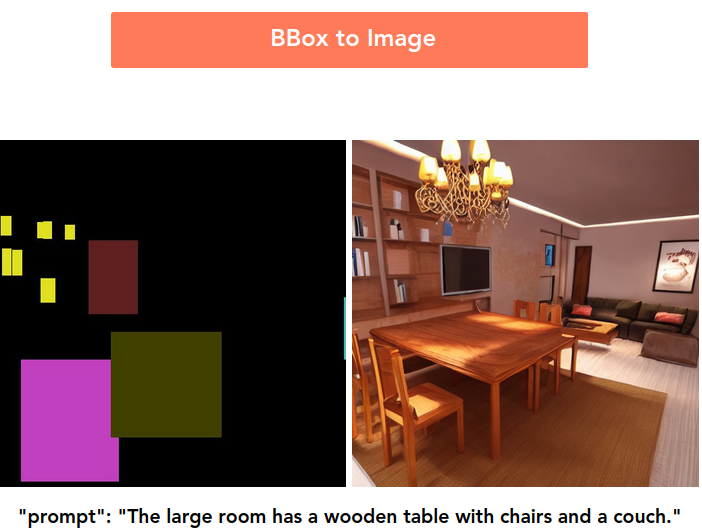 BBox to Image
"prompt": "The large room has a wooden table with chairs and a couch."